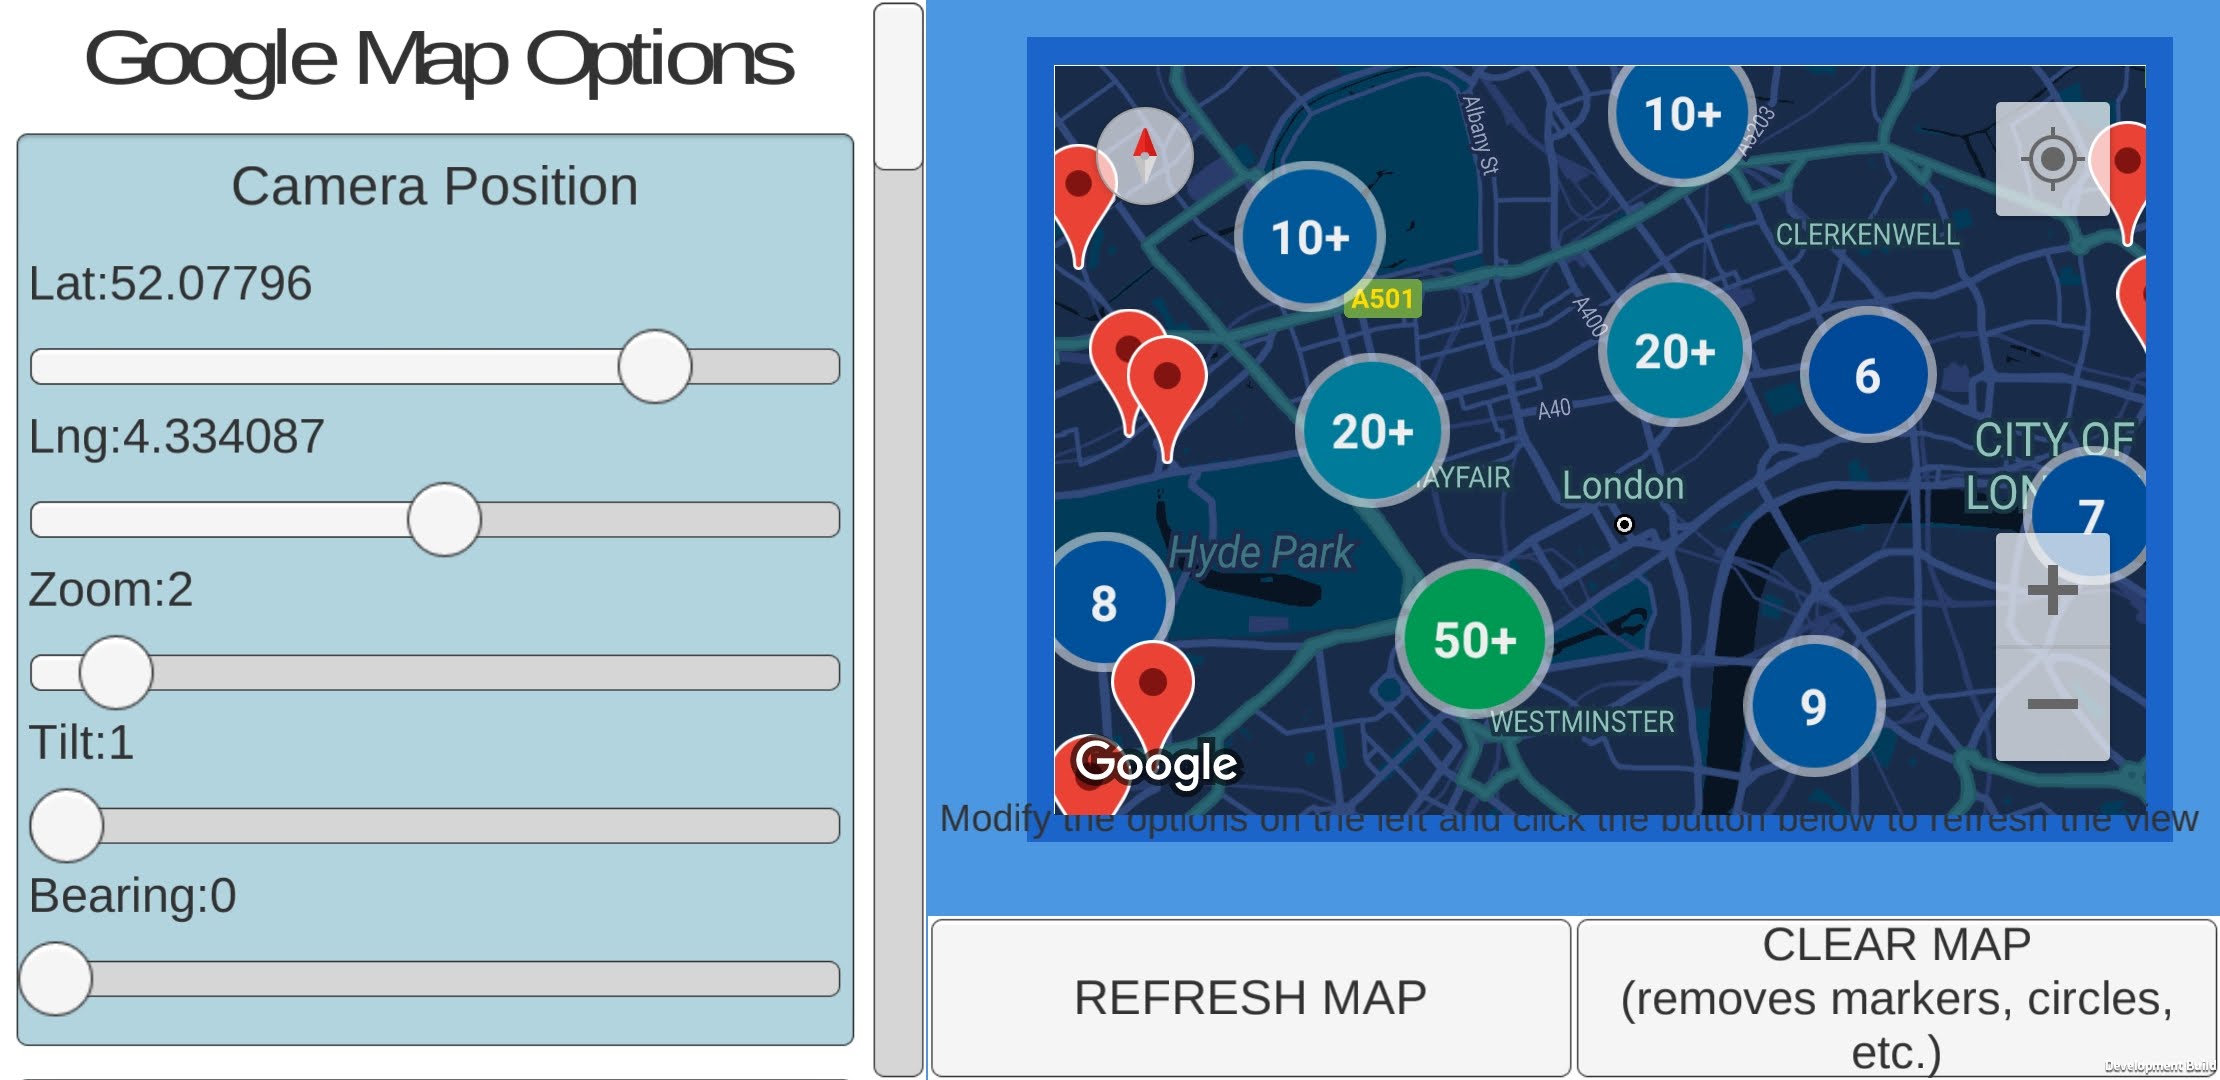 Google Map Options
Camera Position
Lat:52.07796
Lng:4.334087
Zoom:2
Tilt:1
Bearing:0
Albany St
10+
A5203
10+
CLERKENWELL
A501
A400
20+
6
20+
A40
CITY OF
AYFAIR
London
LON
7
Hyde Park
8
50+
WESTMINSTER
9
Google
Modify the options on the left and click the button below to refresh the view
REFRESH MAP
CLEAR MAP
(removes markers, circles,
etc.)
Development Build